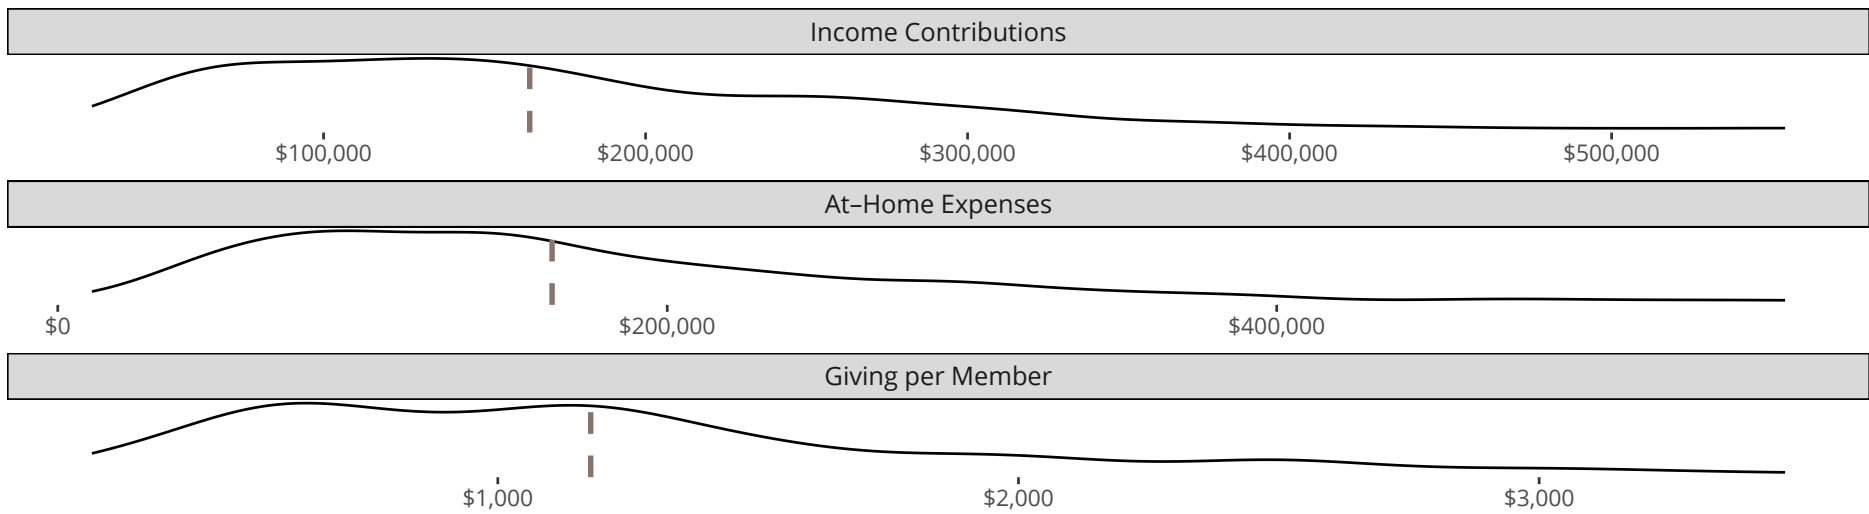 Income Contributions
$100,000 $200,000 $300,000 $400,000 $500,000
At–Home Expenses
$0 $200,000 $400,000
Giving per Member
$1,000 $2,000 $3,000